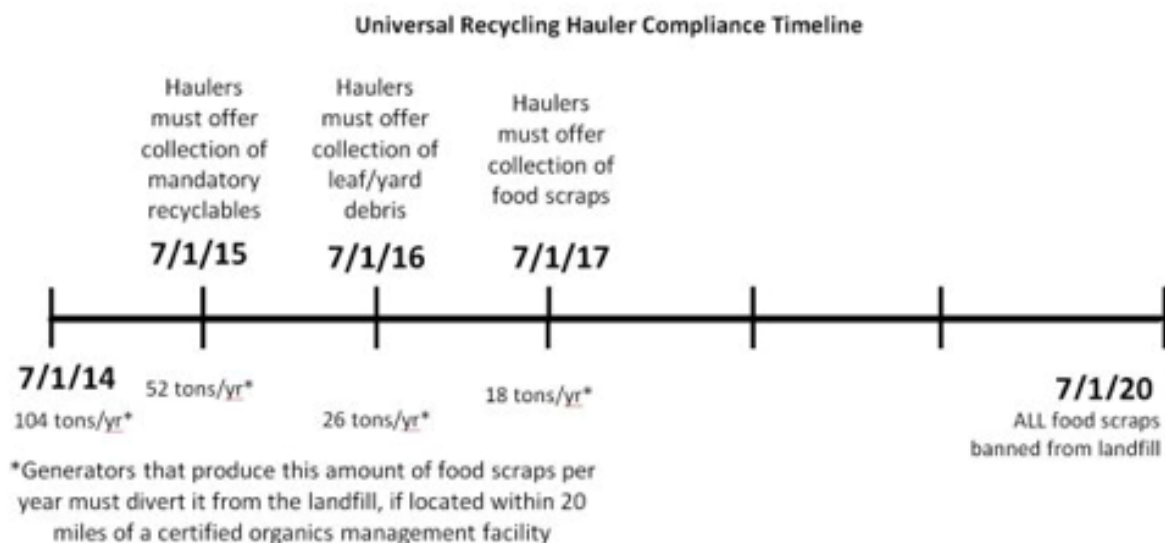 Universal Recycling Hauler Compliance Timeline
Haulers
must offer
collection of
mandatory
recyclables
7/1/15
Haulers
must offer
collection of
leaf/yard
debris
7/1/16
Haulers
must offer
collection of
food scraps
7/1/17
7/1/14
104 tons/yr*
52 tons/yr*
26 tons/yr*
18 tons/yr*
7/1/20
ALL food scraps
banned from landfill
*Generators that produce this amount of food scraps per
year must divert it from the landfill, if located within 20
miles of a certified organics management facility